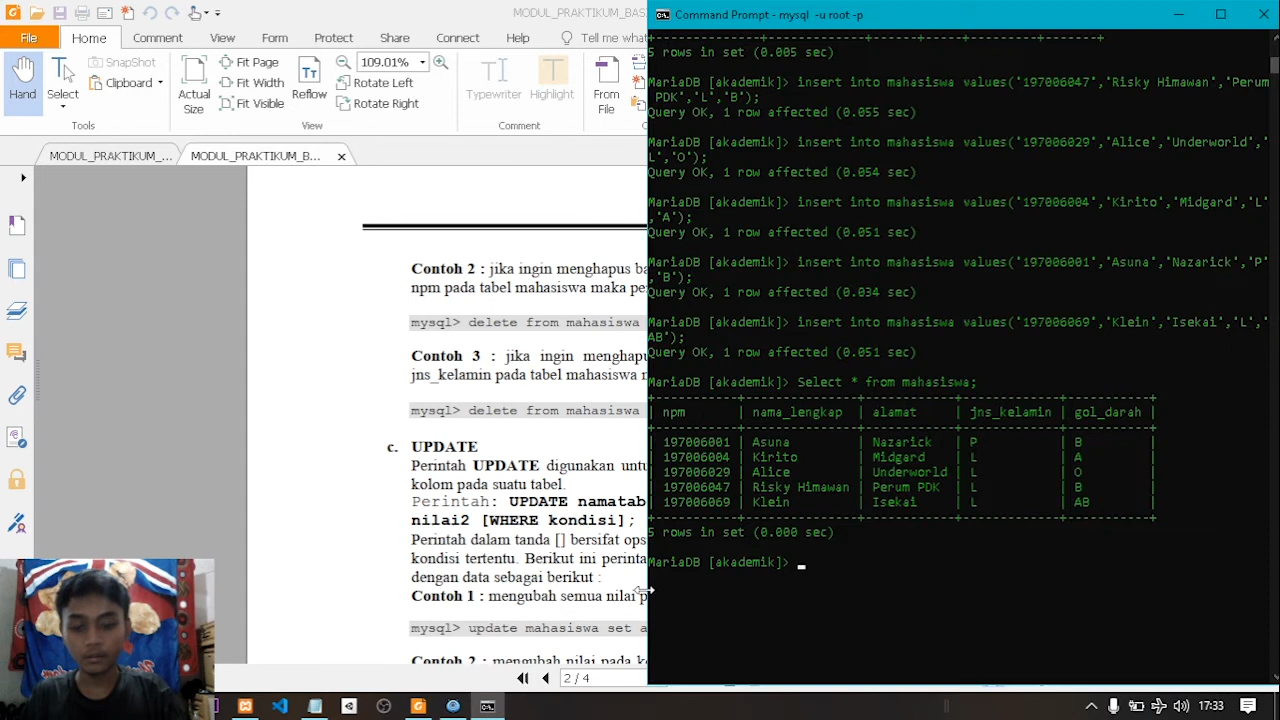 MODUL_PRAKTIKUM_BAS
Command Prompt - mysql  -u root -p
File
Home
Comment
View
Form
Protect
Share
Connect
Help
Tell me what
SnapShot
Clipboard
Hand
Select
Actual Size
Fit Page
Fit Width
Fit Visible
Reflow
109.01%
Rotate Left
Rotate Right
Typewriter
Highlight
From File
Tools
View
Comment
MODUL_PRAKTIKUM_...
MODUL_PRAKTIKUM_B...
Contoh 2 : jika ingin menghapus ba
npm pada tabel mahasiswa maka pe
mysql> delete from mahasiswa
Contoh 3 : jika ingin menghapu
jns_kelamin pada tabel mahasiswa m
mysql> delete from mahasiswa
c. UPDATE
Perintah UPDATE digunakan untu
kolom pada suatu tabel.
Perintah: UPDATE namatab
nilai2 [WHERE kondisi];
Perintah dalam tanda [] bersifat ops
kondisi tertentu. Berikut ini perinta
dengan data sebagai berikut :
Contoh 1 : mengubah semua nilai p
mysql> update mahasiswa set a
Contoh 2 : mengubah nilai pada ko
2 / 4
5 rows in set (0.005 sec)
MariaDB [akademik]> insert into mahasiswa values('197006047','Risky Himawan','Perum
PDK','L','B');
Query OK, 1 row affected (0.055 sec)
MariaDB [akademik]> insert into mahasiswa values('197006029','Alice','Underworld','
L','O');
Query OK, 1 row affected (0.054 sec)
MariaDB [akademik]> insert into mahasiswa values('197006004','Kirito','Midgard','L'
,'A');
Query OK, 1 row affected (0.051 sec)
MariaDB [akademik]> insert into mahasiswa values('197006001','Asuna','Nazarick','P'
,'B');
Query OK, 1 row affected (0.034 sec)
MariaDB [akademik]> insert into mahasiswa values('197006069','Klein','Isekai','L','
AB');
Query OK, 1 row affected (0.051 sec)
MariaDB [akademik]> Select * from mahasiswa;
| npm | nama_lengkap | alamat | jns_kelamin | gol_darah |
| 197006001 | Asuna | Nazarick | P | B |
| 197006004 | Kirito | Midgard | L | A |
| 197006029 | Alice | Underworld | L | O |
| 197006047 | Risky Himawan | Perum PDK | L | B |
| 197006069 | Klein | Isekai | L | AB |
5 rows in set (0.000 sec)
MariaDB [akademik]>
17:33